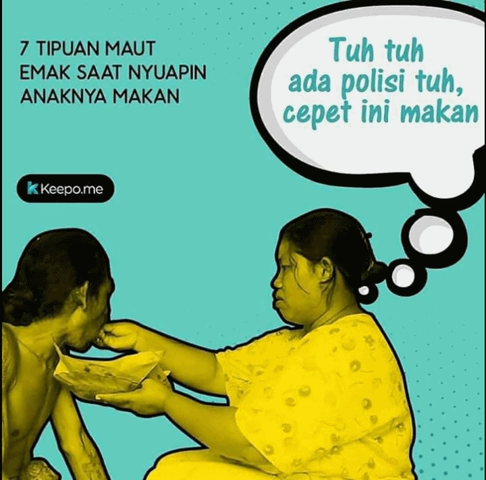 7 TIPUAN MAUT
EMAK SAAT NYUAPIN
ANAKNYA MAKAN
Keepo.me
Tuh tuh
ada polisi tuh,
cepet ini makan